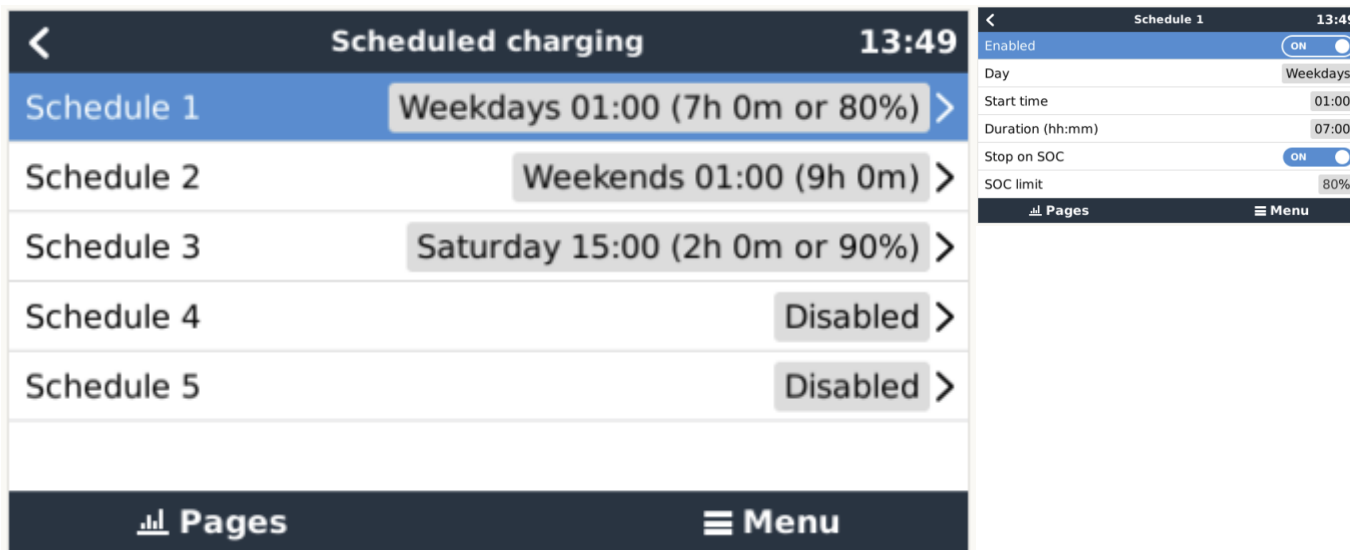 Scheduled charging 13:49
Schedule 1 Weekdays 01:00 (7h 0m or 80%)
Schedule 2 Weekends 01:00 (9h 0m)
Schedule 3 Saturday 15:00 (2h 0m or 90%)
Schedule 4 Disabled
Schedule 5 Disabled
Pages Menu
Schedule 1 13:49
Enabled ON
Day Weekdays
Start time 01:00
Duration (hh:mm) 07:00
Stop on SOC ON
SOC limit 80%
Pages Menu